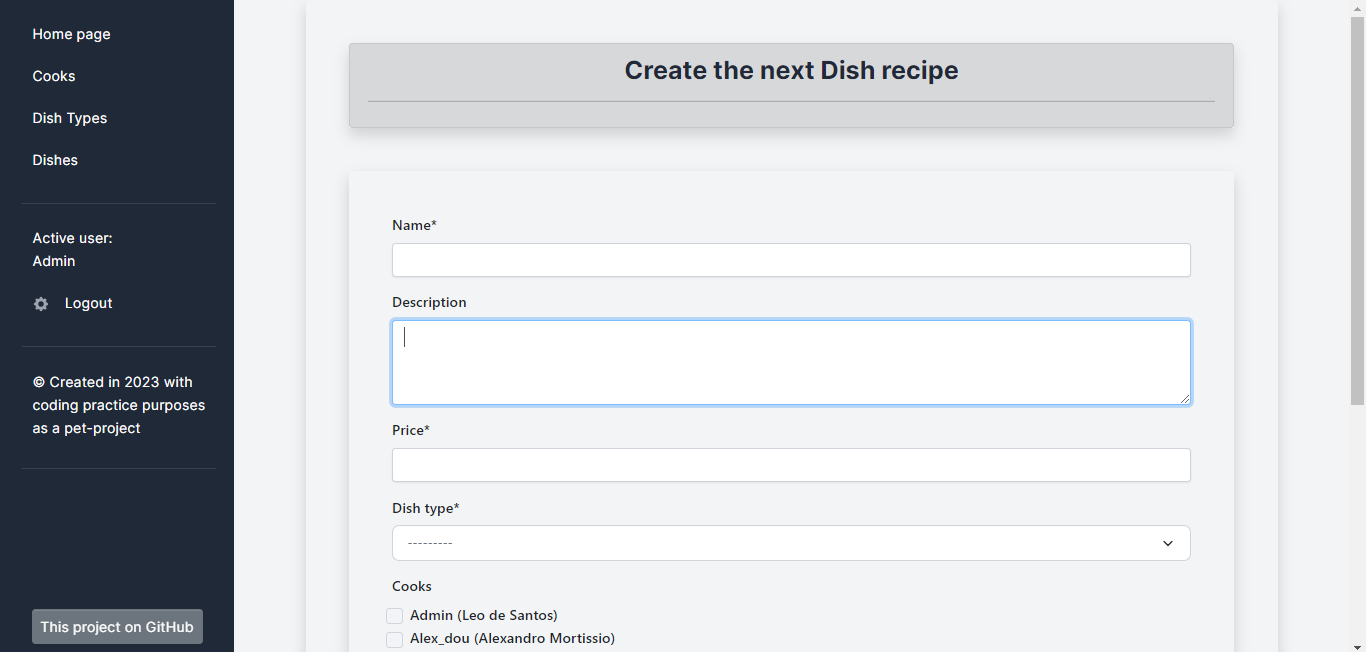 Home page
Cooks
Dish Types
Dishes
Active user:
Admin
Logout
© Created in 2023 with
coding practice purposes
as a pet-project
This project on GitHub
Create the next Dish recipe
Name*
Description
Price*
Dish type*
---------
Cooks
Admin (Leo de Santos)
Alex_dou (Alexandro Mortissio)